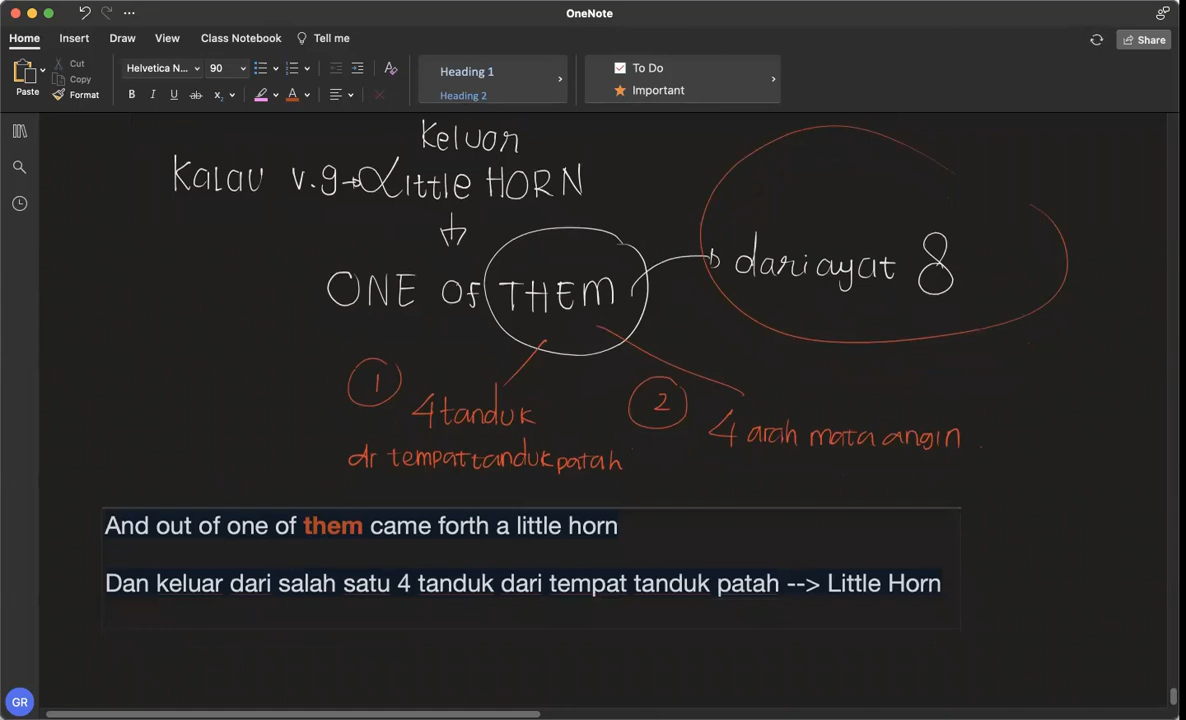 OneNote
Home Insert Draw View Class Notebook Tell me Share
Paste Cut Copy Format
Helvetica N... 90
B I U ab x A
Heading 1
Heading 2
To Do
Important
Keluar
Kalau v.9 → Little HORN
ONE Of THEM → dari ayat 8
1 4 tanduk
dr tempat tanduk patah
2 4 arah mata angin
And out of one of them came forth a little horn
Dan keluar dari salah satu 4 tanduk dari tempat tanduk patah --> Little Horn
GR